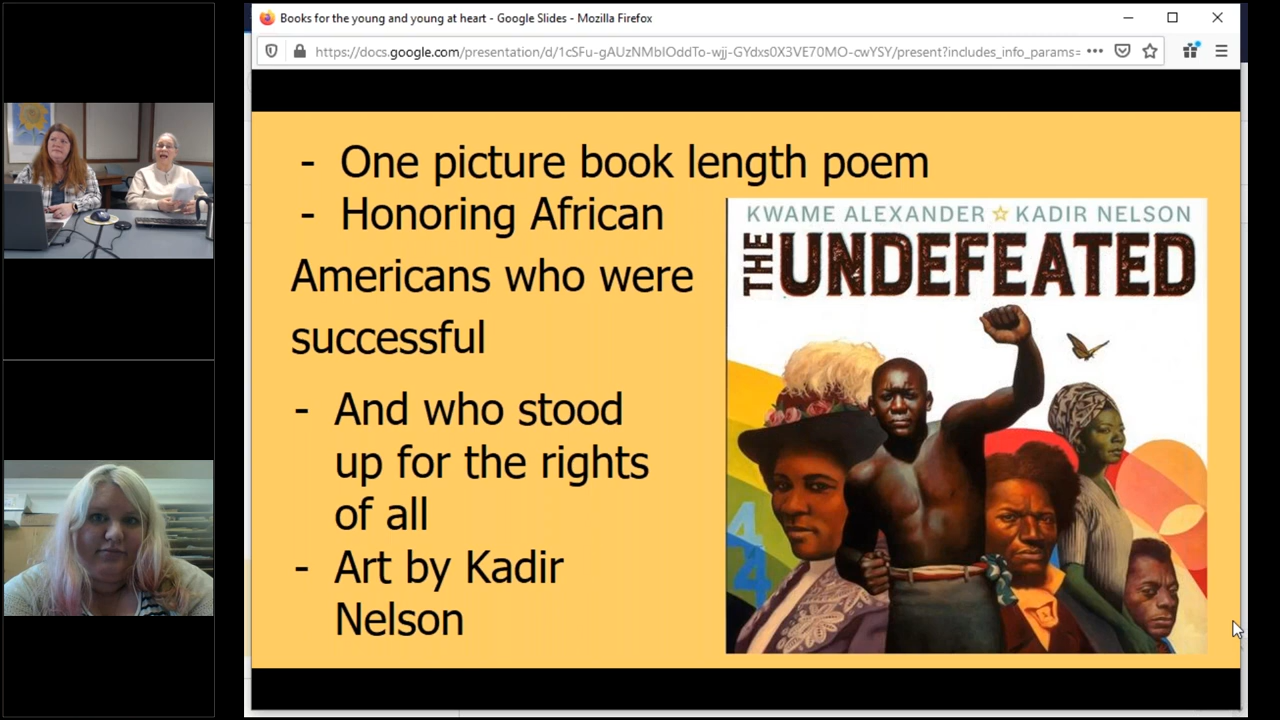 Books for the young and young at heart - Google Slides - Mozilla Firefox
https://docs.google.com/presentation/d/1cSFu-gAUzNMbIOddTo-wjj-GYdxs0X3VE70MO-cwYSY/present?includes_info_params=
- One picture book length poem
- Honoring African
Americans who were
successful
- And who stood
up for the rights
of all
- Art by Kadir
Nelson
KWAME ALEXANDER ☆ KADIR NELSON
THE UNDEFEATED
4
42